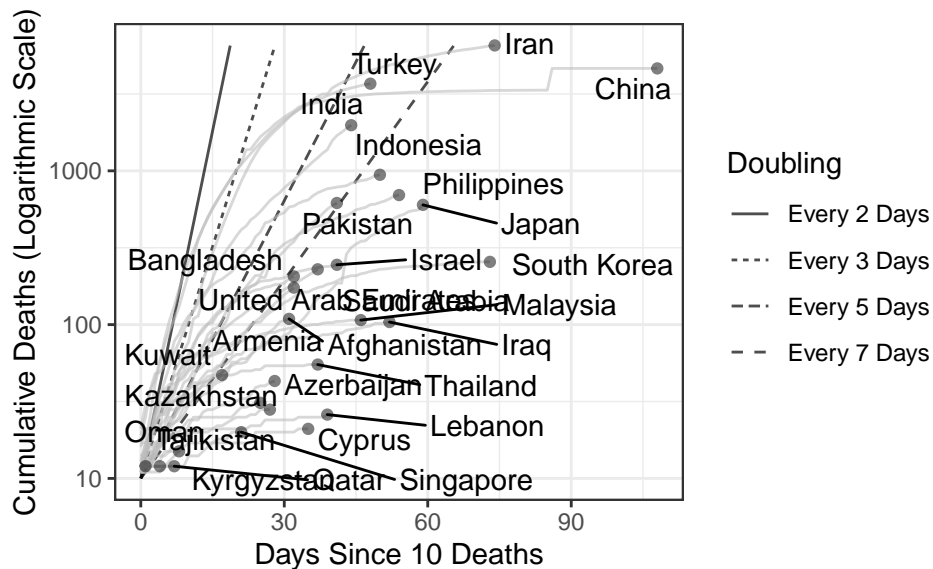 Cumulative Deaths (Logarithmic Scale)
1000
100
10
0
30
60
90
Days Since 10 Deaths
Iran
Turkey
China
India
Indonesia
Philippines
Pakistan
Japan
Bangladesh
Israel
South Korea
United Arab Emirates
Saudi Arabia
Malaysia
Armenia
Afghanistan
Iraq
Kuwait
Azerbaijan
Thailand
Kazakhstan
Lebanon
Oman
Tajikistan
Cyprus
Kyrgyzstan
Qatar
Singapore
Doubling
Every 2 Days
Every 3 Days
Every 5 Days
Every 7 Days